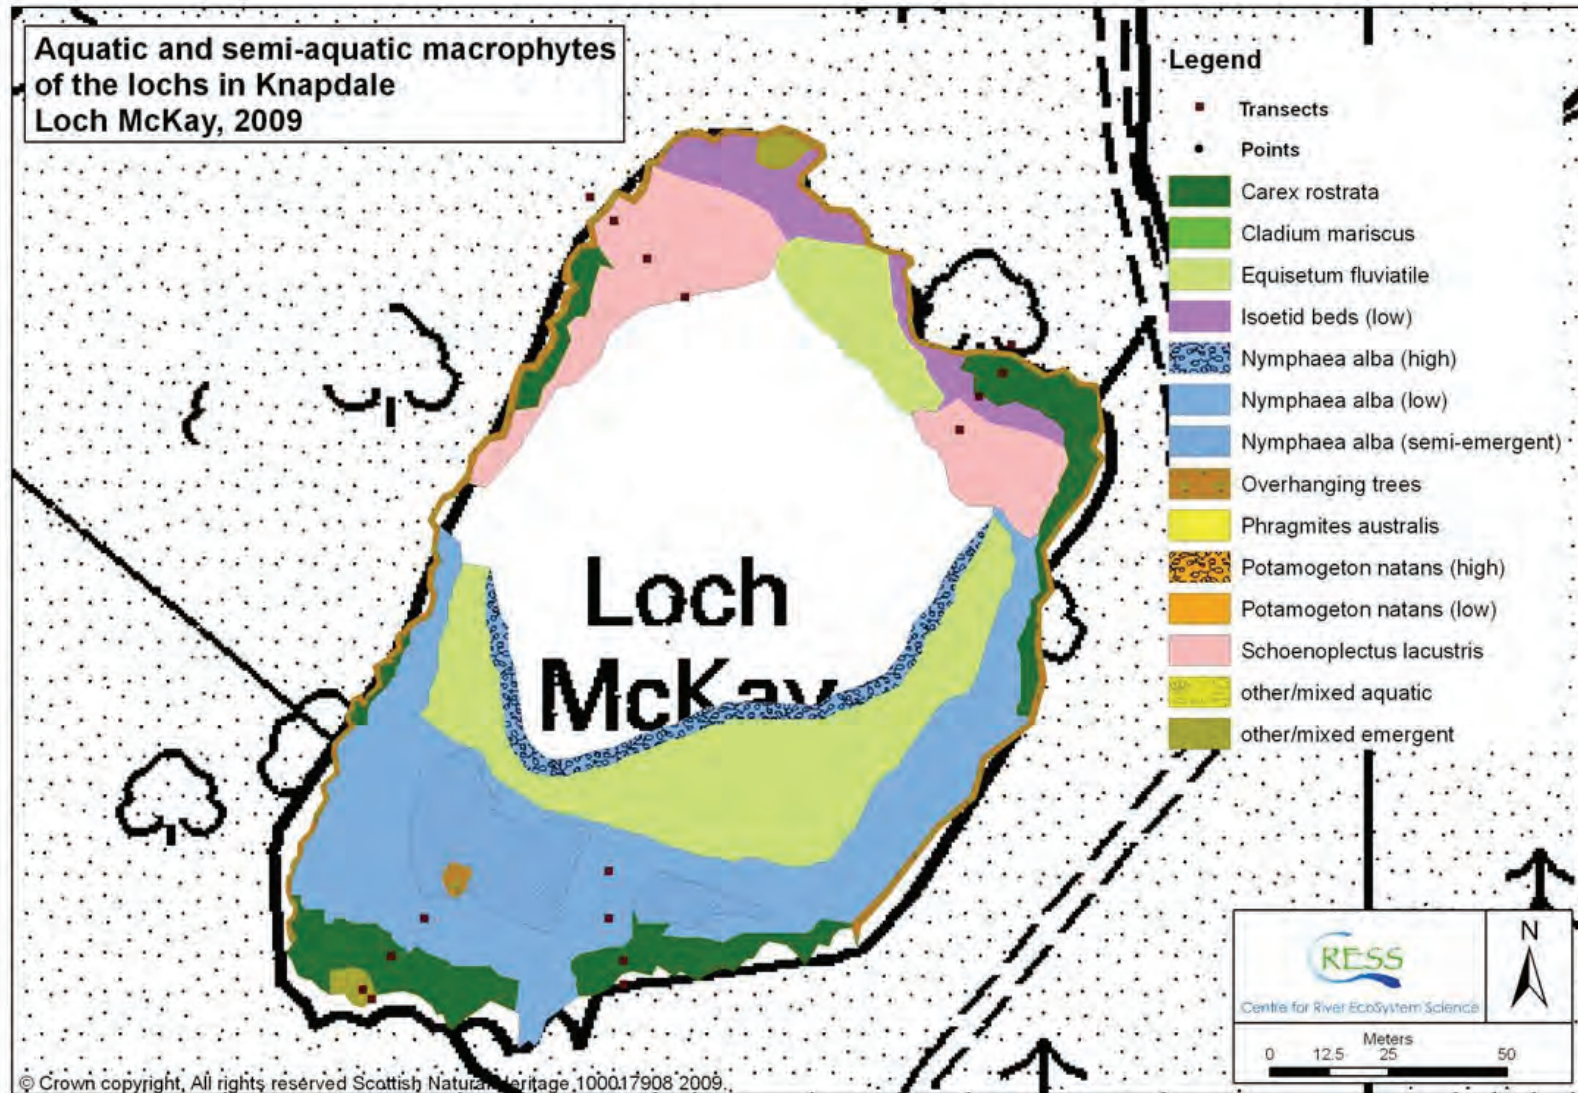 Aquatic and semi-aquatic macrophytes
of the lochs in Knapdale
Loch McKay, 2009
Legend
Transects
Points
Carex rostrata
Cladium mariscus
Equisetum fluviatile
Isoetid beds (low)
Nymphaea alba (high)
Nymphaea alba (low)
Nymphaea alba (semi-emergent)
Overhanging trees
Phragmites australis
Potamogeton natans (high)
Potamogeton natans (low)
Schoenoplectus lacustris
other/mixed aquatic
other/mixed emergent
Loch
McKay
CRESS
Centre for River EcoSystem Science
N
Meters
0 12.5 25 50
© Crown copyright, All rights reserved Scottish Natural Heritage 100017908 2009.